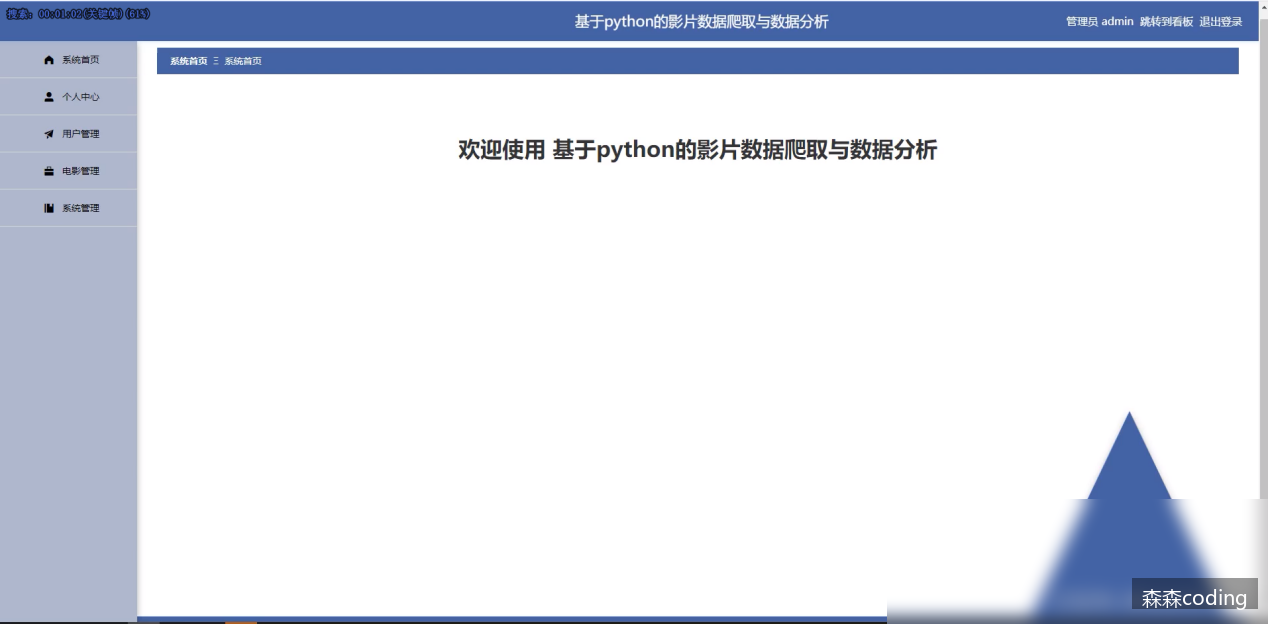 搜索: 00:01:02(关键帧)(61%)
基于python的影片数据爬取与数据分析
管理员 admin 跳转到看板 退出登录
系统首页
个人中心
用户管理
电影管理
系统管理
系统首页 Ξ 系统首页
欢迎使用 基于python的影片数据爬取与数据分析
森森coding